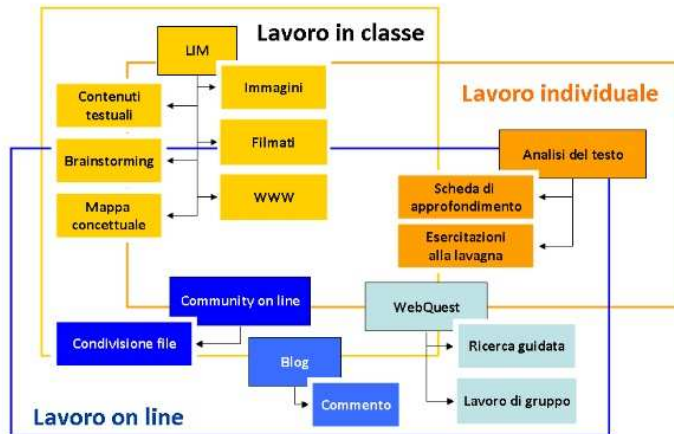 Lavoro in classe
LIM
Immagini
Contenuti
testuali
Lavoro individuale
Filmati
Brainstorming
Analisi del testo
WWW
Mappa
concettuale
Scheda di
approfondimento
Esercitazioni
alla lavagna
Community on line
WebQuest
Condivisione file
Ricerca guidata
Blog
Commento
Lavoro di gruppo
Lavoro on line